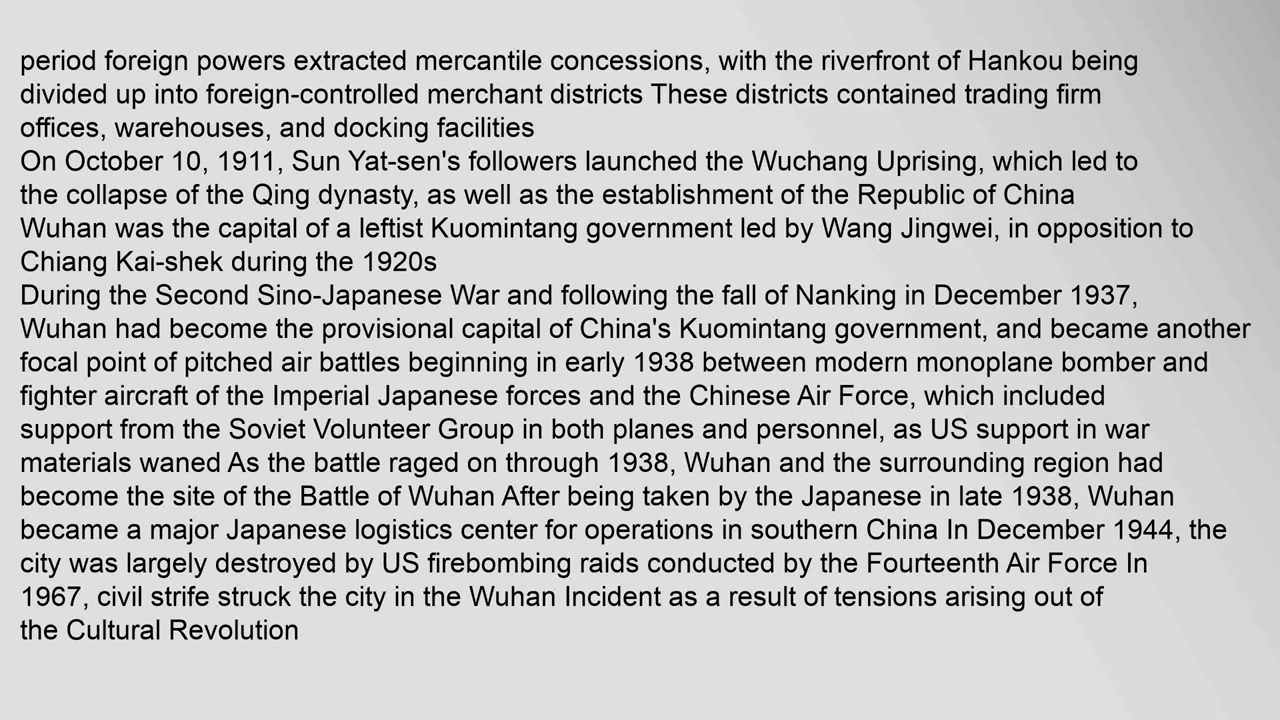 period foreign powers extracted mercantile concessions, with the riverfront of Hankou being
divided up into foreign-controlled merchant districts These districts contained trading firm
offices, warehouses, and docking facilities
On October 10, 1911, Sun Yat-sen's followers launched the Wuchang Uprising, which led to
the collapse of the Qing dynasty, as well as the establishment of the Republic of China
Wuhan was the capital of a leftist Kuomintang government led by Wang Jingwei, in opposition to
Chiang Kai-shek during the 1920s
During the Second Sino-Japanese War and following the fall of Nanking in December 1937,
Wuhan had become the provisional capital of China's Kuomintang government, and became another
focal point of pitched air battles beginning in early 1938 between modern monoplane bomber and
fighter aircraft of the Imperial Japanese forces and the Chinese Air Force, which included
support from the Soviet Volunteer Group in both planes and personnel, as US support in war
materials waned As the battle raged on through 1938, Wuhan and the surrounding region had
become the site of the Battle of Wuhan After being taken by the Japanese in late 1938, Wuhan
became a major Japanese logistics center for operations in southern China In December 1944, the
city was largely destroyed by US firebombing raids conducted by the Fourteenth Air Force In
1967, civil strife struck the city in the Wuhan Incident as a result of tensions arising out of
the Cultural Revolution